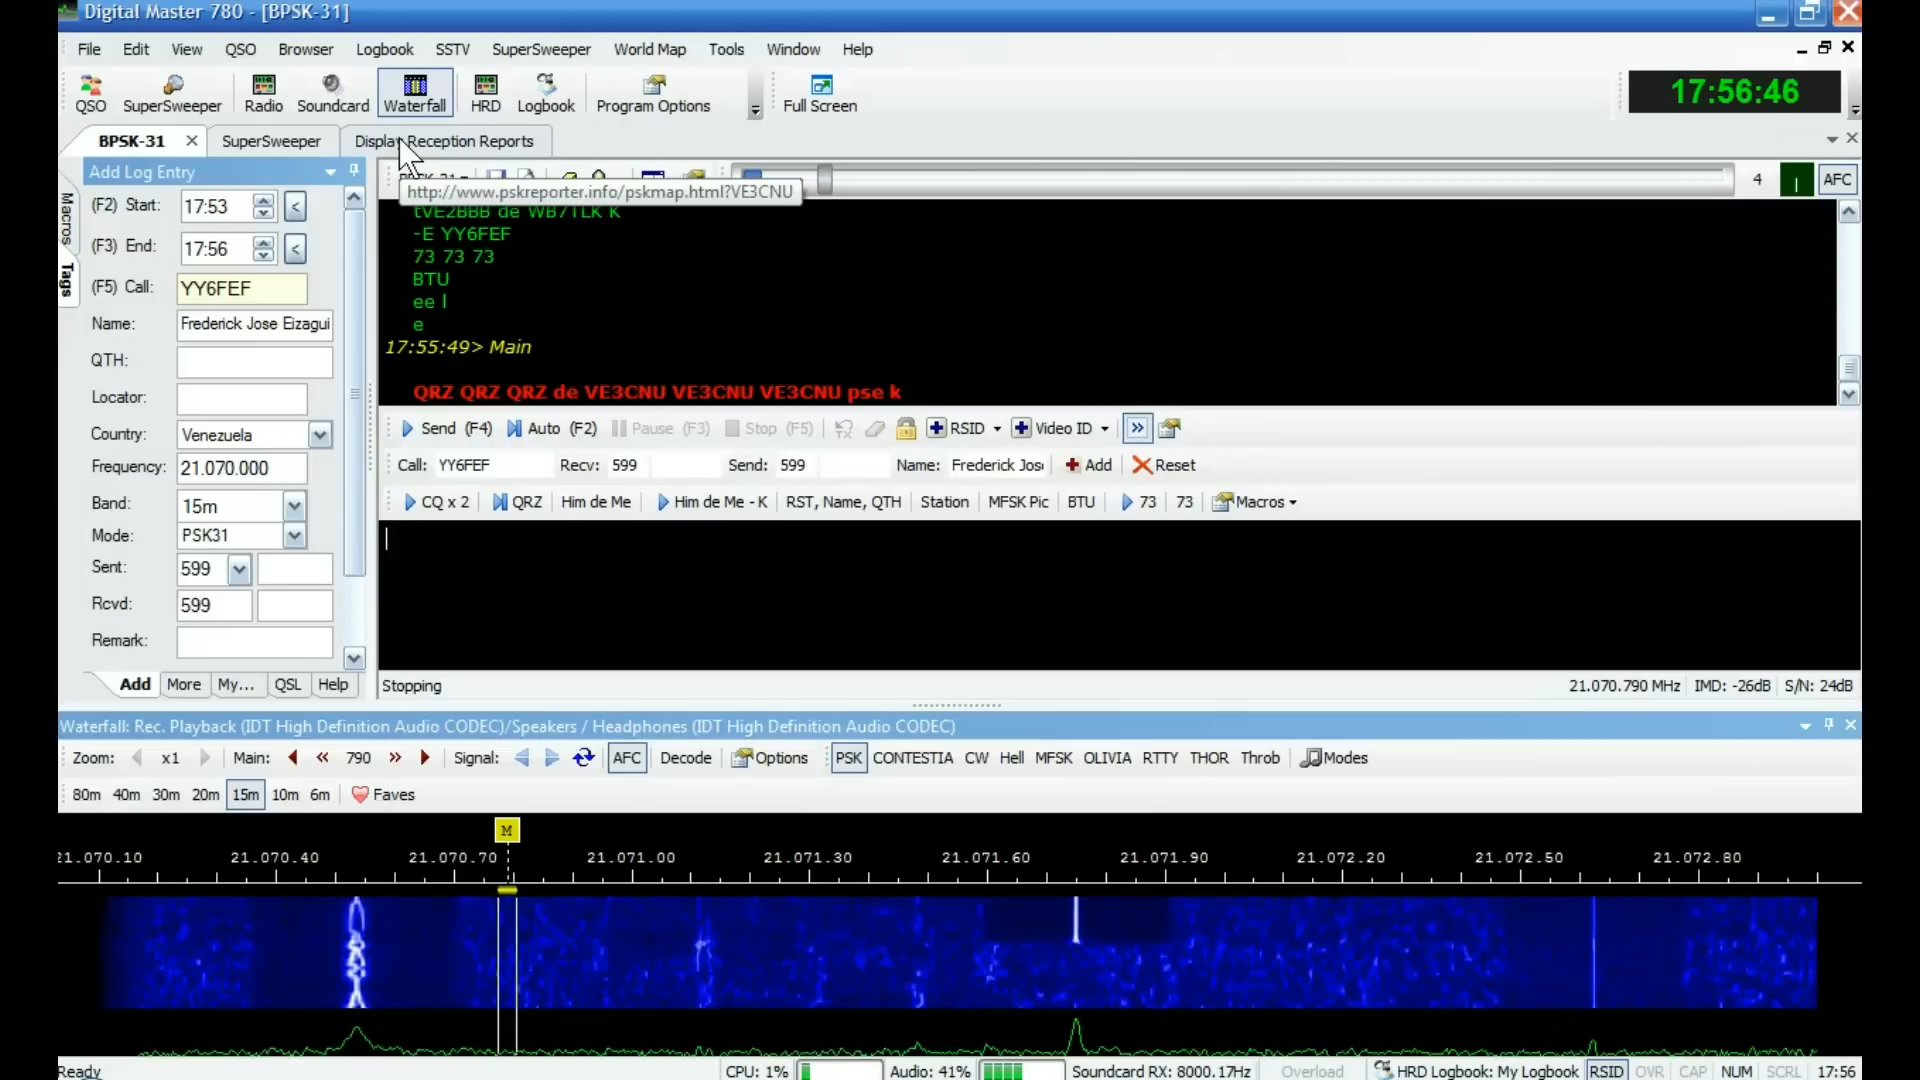 Digital Master 780 - [BPSK-31]
File Edit View QSO Browser Logbook SSTV SuperSweeper World Map Tools Window Help
QSO SuperSweeper Radio Soundcard Waterfall HRD Logbook Program Options Full Screen
17:56:46
BPSK-31 SuperSweeper Display Reception Reports
Add Log Entry
4 AFC
http://www.pskreporter.info/pskmap.html?VE3CNU
Macros
Tags
(F2) Start: 17:53 <
(F3) End: 17:56 <
(F5) Call: YY6FEF
Name: Frederick Jose Eizagui
QTH:
Locator:
Country: Venezuela
Frequency: 21.070.000
Band: 15m
Mode: PSK31
Sent: 599
Rcvd: 599
Remark:
Add More My... QSL Help
tVE2BBB de WB7TLK K
-E YY6FEF
73 73 73
BTU
ee l
e
17:55:49> Main
QRZ QRZ QRZ de VE3CNU VE3CNU VE3CNU pse k
Send (F4) Auto (F2) Pause (F3) Stop (F5) RSID Video ID
Call: YY6FEF Recv: 599 Send: 599 Name: Frederick Jos Add Reset
CQ x 2 QRZ Him de Me Him de Me - K RST, Name, QTH Station MFSK Pic BTU 73 73 Macros
Stopping 21.070.790 MHz IMD: -26dB S/N: 24dB
Waterfall: Rec. Playback (IDT High Definition Audio CODEC)/Speakers / Headphones (IDT High Definition Audio CODEC)
Zoom: x1 Main: 790 Signal: AFC Decode Options PSK CONTESTIA CW Hell MFSK OLIVIA RTTY THOR Throb Modes
80m 40m 30m 20m 15m 10m 6m Faves
M
21.070.10 21.070.40 21.070.70 21.071.00 21.071.30 21.071.60 21.071.90 21.072.20 21.072.50 21.072.80
Ready CPU: 1% Audio: 41% Soundcard RX: 8000.17Hz Overload HRD Logbook: My Logbook RSID OVR CAP NUM SCRL 17:56